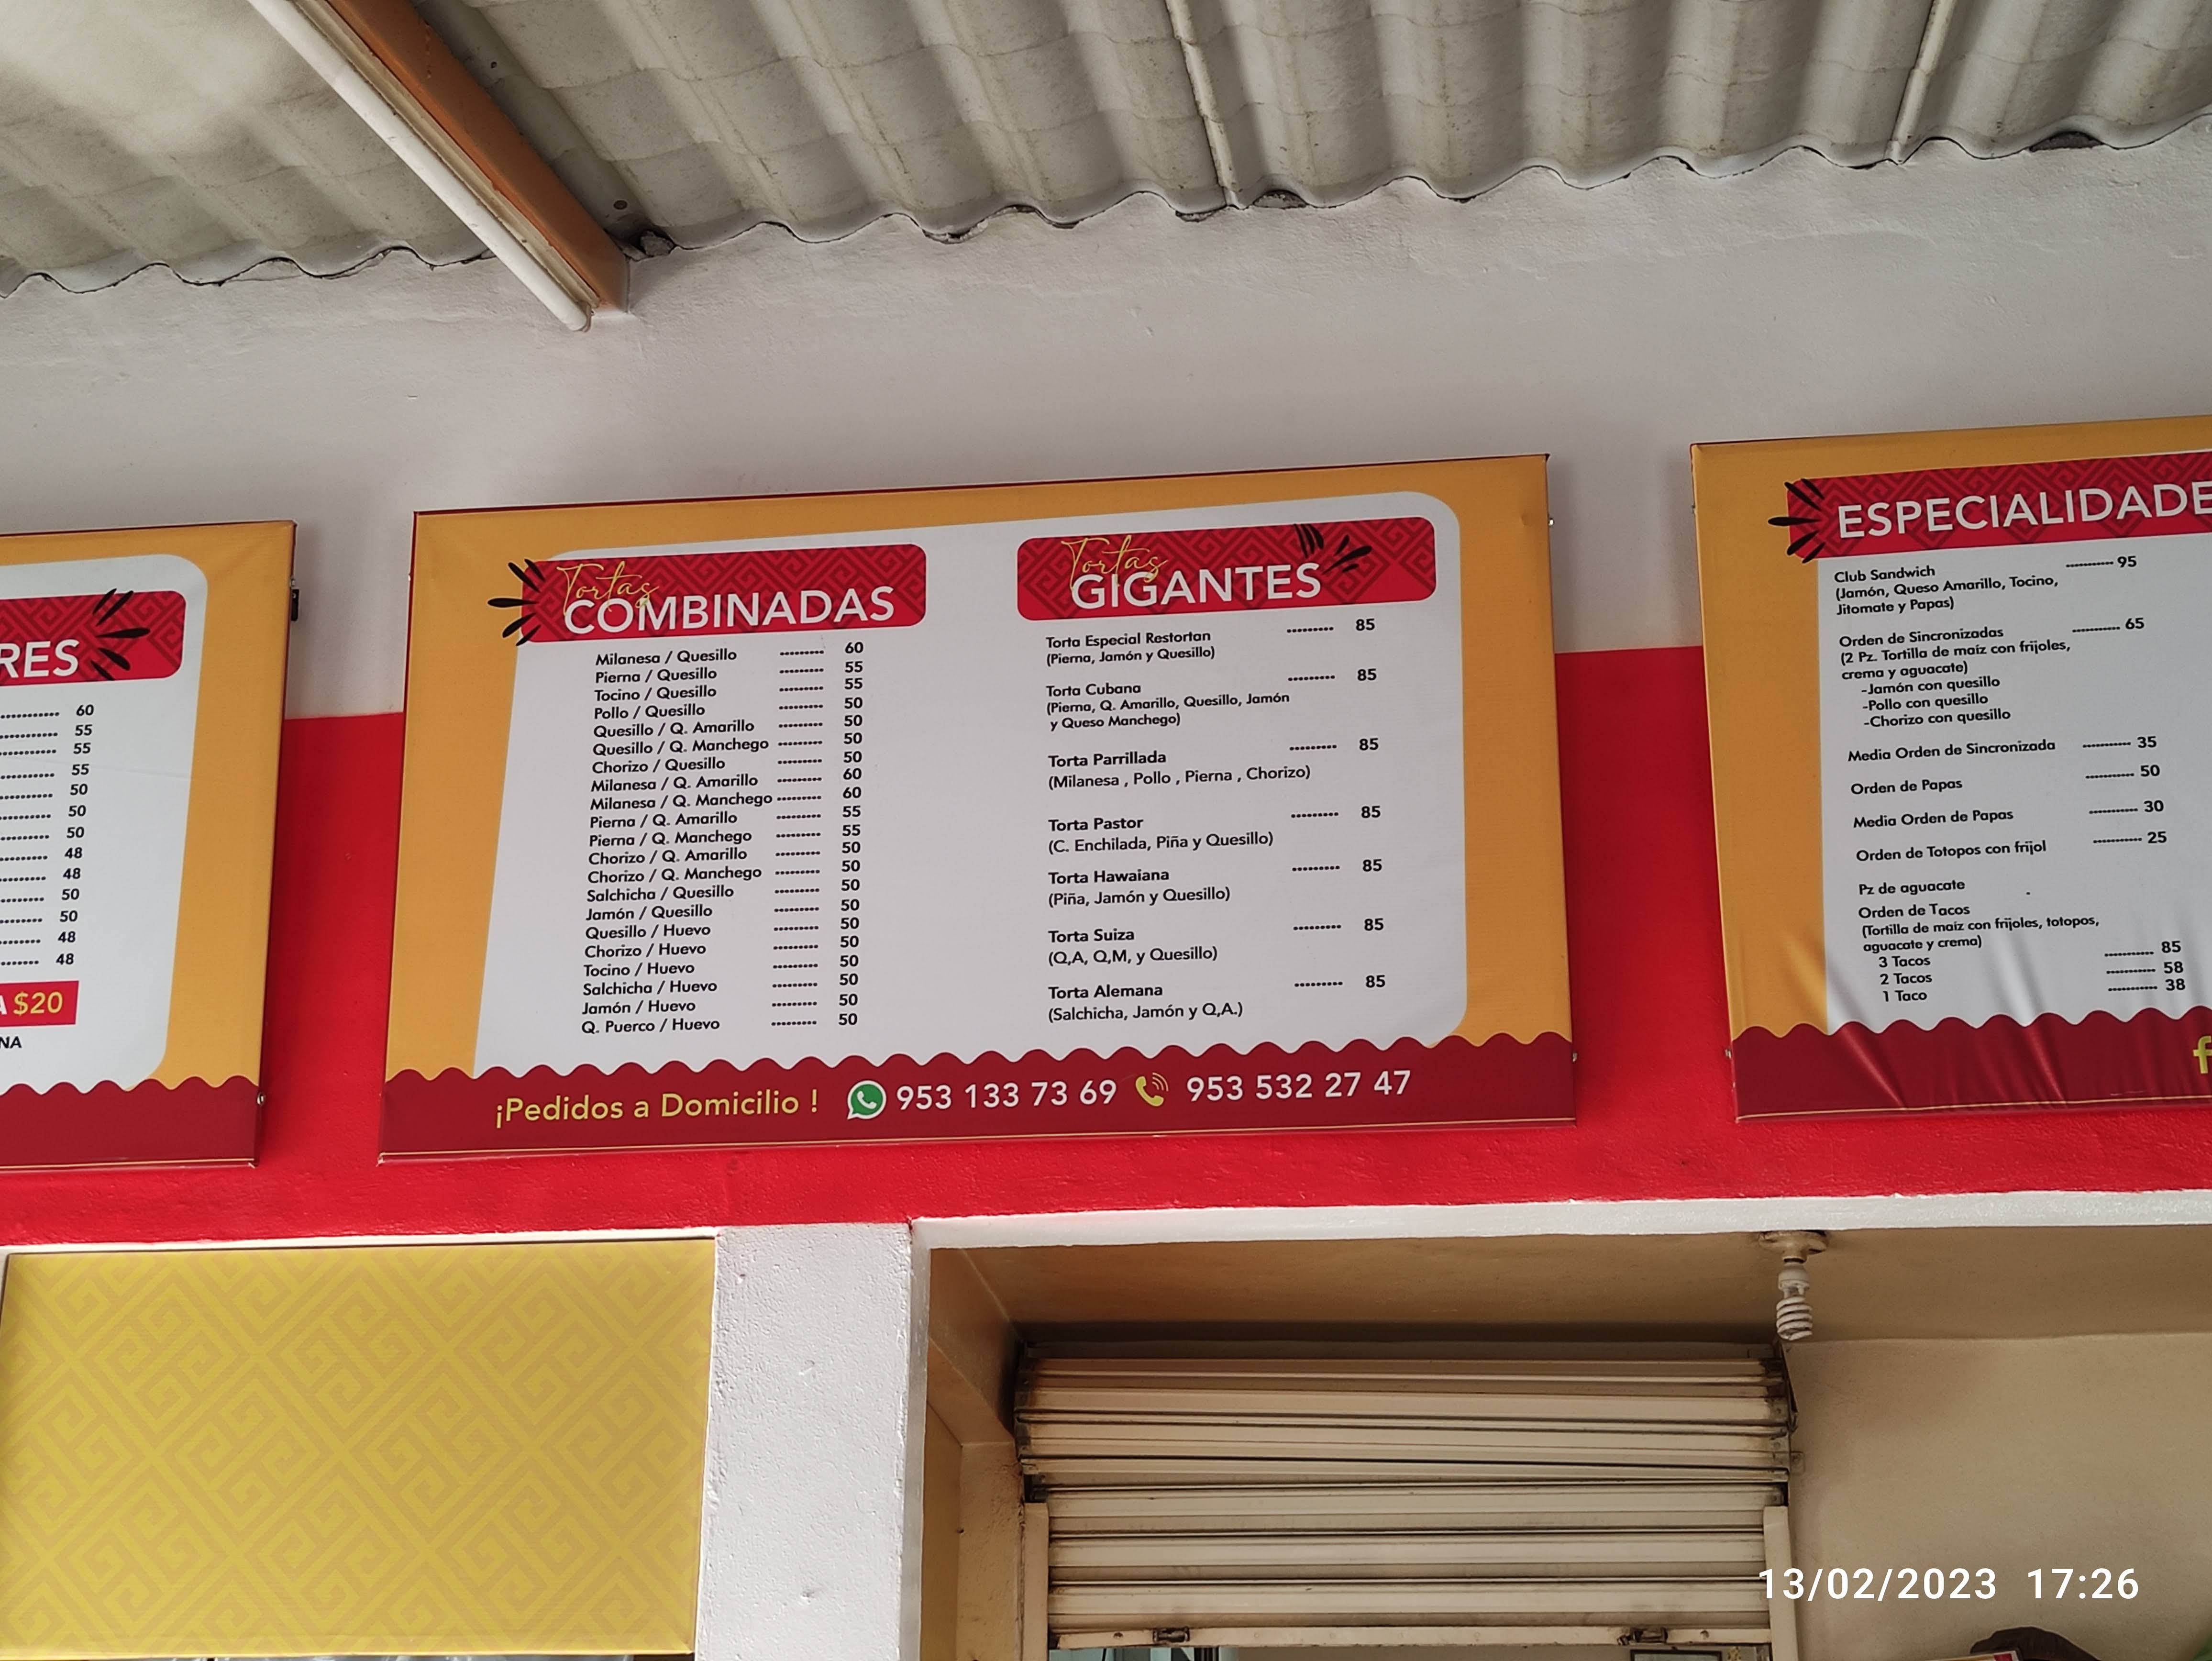 RES
60
55
55
55
50
50
50
48
48
50
50
48
48
A $20
NA
Tortas
COMBINADAS
Milanesa / Quesillo --------- 60
Pierna / Quesillo --------- 55
Tocino / Quesillo --------- 55
Pollo / Quesillo --------- 50
Quesillo / Q. Amarillo --------- 50
Quesillo / Q. Manchego --------- 50
Chorizo / Quesillo --------- 50
Milanesa / Q. Amarillo --------- 60
Milanesa / Q. Manchego --------- 60
Pierna / Q. Amarillo --------- 55
Pierna / Q. Manchego --------- 55
Chorizo / Q. Amarillo --------- 50
Chorizo / Q. Manchego --------- 50
Salchicha / Quesillo --------- 50
Jamón / Quesillo --------- 50
Quesillo / Huevo --------- 50
Chorizo / Huevo --------- 50
Tocino / Huevo --------- 50
Salchicha / Huevo --------- 50
Jamón / Huevo --------- 50
Q. Puerco / Huevo --------- 50
Tortas
GIGANTES
Torta Especial Restortan --------- 85
(Pierna, Jamón y Quesillo)
Torta Cubana --------- 85
(Pierna, Q. Amarillo, Quesillo, Jamón
y Queso Manchego)
Torta Parrillada --------- 85
(Milanesa , Pollo , Pierna , Chorizo)
Torta Pastor --------- 85
(C. Enchilada, Piña y Quesillo)
Torta Hawaiana --------- 85
(Piña, Jamón y Quesillo)
Torta Suiza --------- 85
(Q,A, Q,M, y Quesillo)
Torta Alemana --------- 85
(Salchicha, Jamón y Q,A.)
¡Pedidos a Domicilio ! 953 133 73 69 953 532 27 47
ESPECIALIDADE
Club Sandwich ---------- 95
(Jamón, Queso Amarillo, Tocino,
Jitomate y Papas)
Orden de Sincronizadas ---------- 65
(2 Pz. Tortilla de maíz con frijoles,
crema y aguacate)
-Jamón con quesillo
-Pollo con quesillo
-Chorizo con quesillo
Media Orden de Sincronizada ---------- 35
Orden de Papas ---------- 50
Media Orden de Papas ---------- 30
Orden de Totopos con frijol ---------- 25
Pz de aguacate
Orden de Tacos
(Tortilla de maíz con frijoles, totopos,
aguacate y crema)
3 Tacos ---------- 85
2 Tacos ---------- 58
1 Taco ---------- 38
f
13/02/2023 17:26